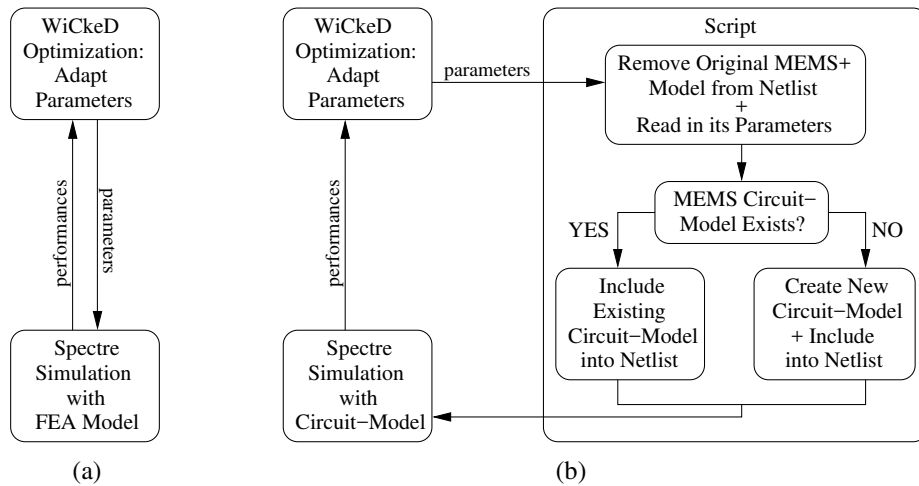 WiCkeD
Optimization:
Adapt
Parameters
performances
parameters
Spectre
Simulation
with
FEA Model
(a)
WiCkeD
Optimization:
Adapt
Parameters
parameters
performances
Spectre
Simulation
with
Circuit−Model
Script
Remove Original MEMS+
Model from Netlist
+
Read in its Parameters
MEMS Circuit−
Model Exists?
YES
NO
Include
Existing
Circuit−Model
into Netlist
Create New
Circuit−Model
+ Include
into Netlist
(b)